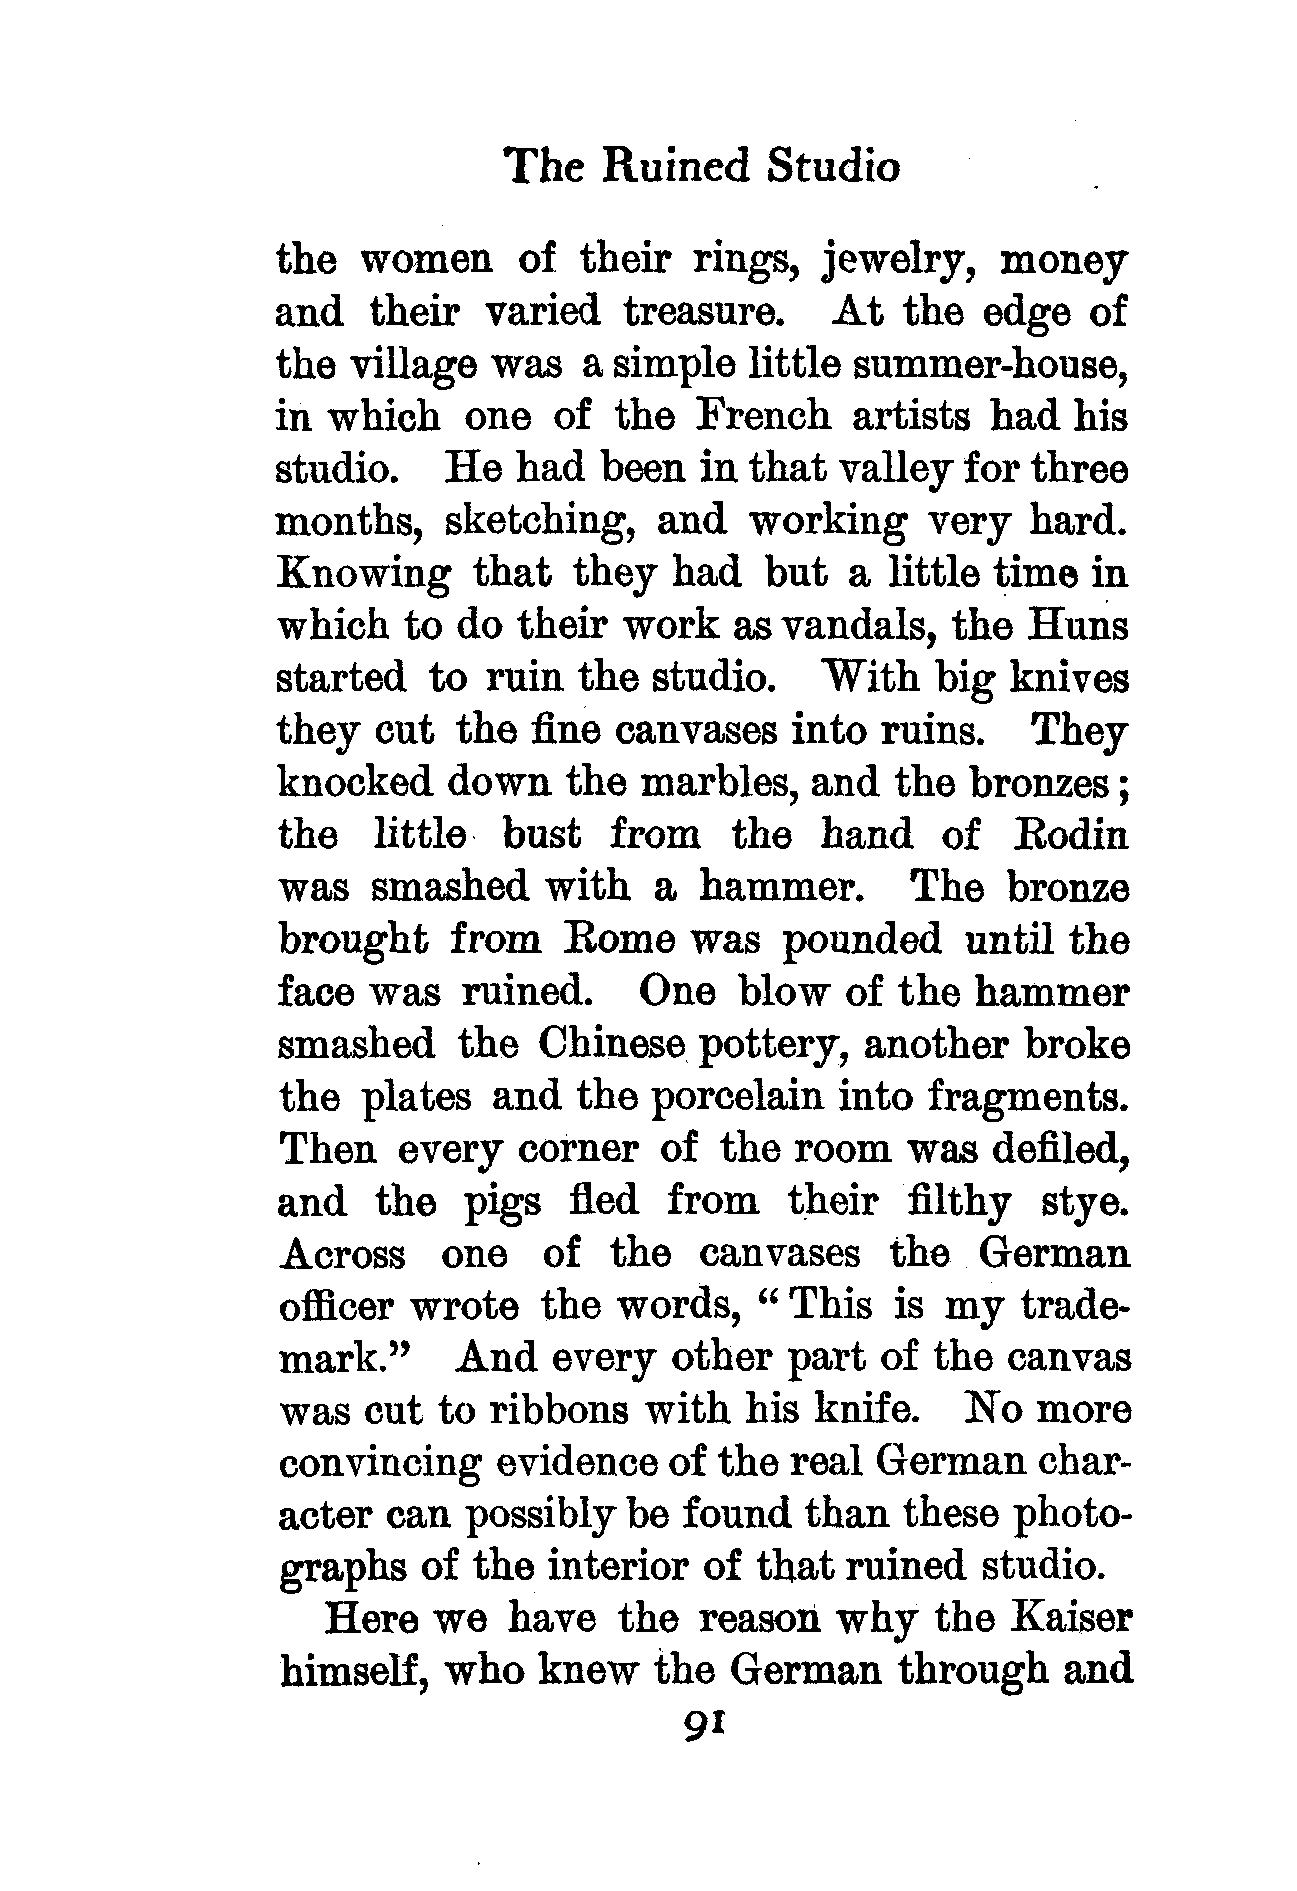 The Ruined Studio
the women of their rings, jewelry, money
and their varied treasure. At the edge of
the village was a simple little summer-house,
in which one of the French artists had his
studio. He had been in that valley for three
months, sketching, and working very hard.
Knowing that they had but a little time in
which to do their work as vandals, the Huns
started to ruin the studio. With big knives
they cut the fine canvases into ruins. They
knocked down the marbles, and the bronzes;
the little bust from the hand of Rodin
was smashed with a hammer. The bronze
brought from Rome was pounded until the
face was ruined. One blow of the hammer
smashed the Chinese pottery, another broke
the plates and the porcelain into fragments.
Then every corner of the room was defiled,
and the pigs fled from their filthy stye.
Across one of the canvases the German
officer wrote the words, “This is my trade-
mark.” And every other part of the canvas
was cut to ribbons with his knife. No more
convincing evidence of the real German char-
acter can possibly be found than these photo-
graphs of the interior of that ruined studio.
Here we have the reason why the Kaiser
himself, who knew the German through and
91